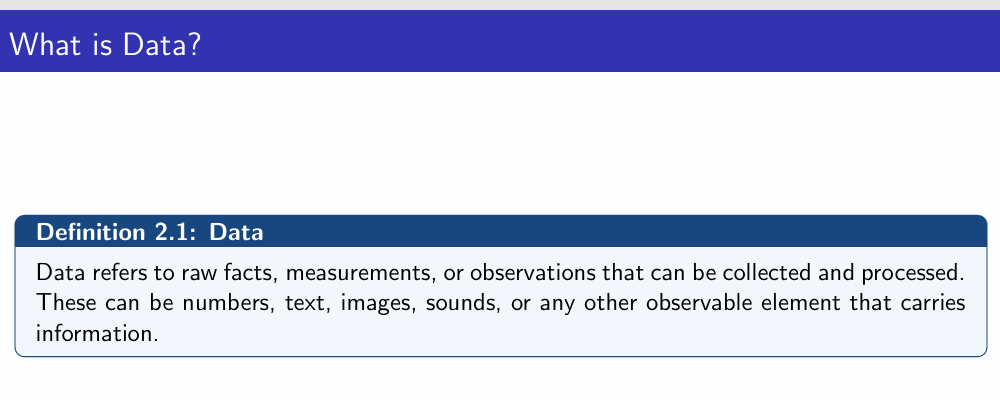 What is Data?
Definition 2.1: Data
Data refers to raw facts, measurements, or observations that can be collected and processed.
These can be numbers, text, images, sounds, or any other observable element that carries
information.